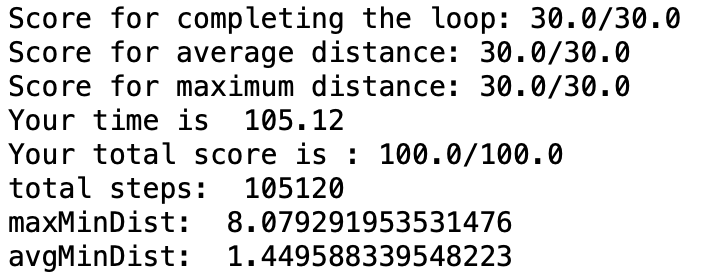 Score for completing the loop: 30.0/30.0
Score for average distance: 30.0/30.0
Score for maximum distance: 30.0/30.0
Your time is  105.12
Your total score is : 100.0/100.0
total steps:  105120
maxMinDist:  8.079291953531476
avgMinDist:  1.449588339548223